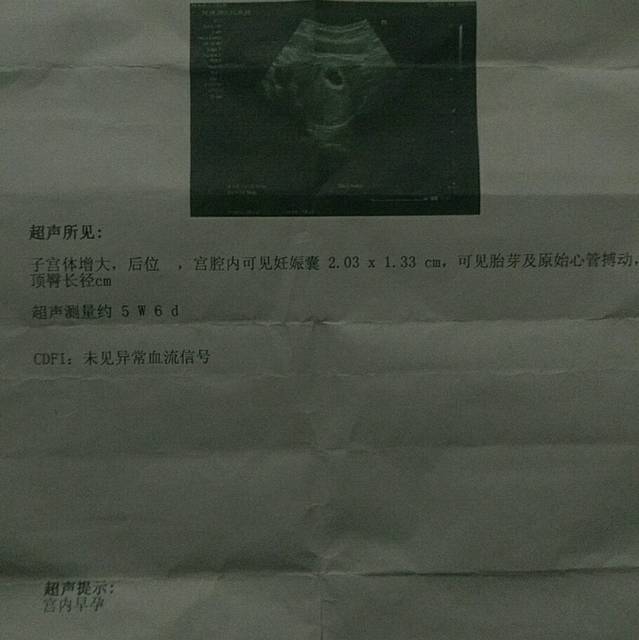 超声所见:
子宫体增大, 后位 , 宫腔内可见妊娠囊 2.03 x 1.33 cm, 可见胎芽及原始心管搏动,
顶臀长径cm
超声测量约 5 W 6 d
CDFI: 未见异常血流信号
超声提示:
宫内早孕